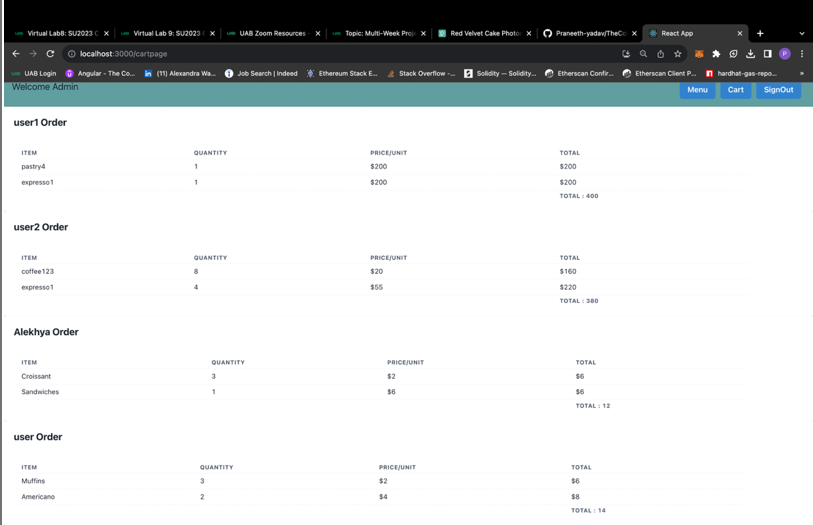 Virtual Lab8: SU2023 C
Virtual Lab 9: SU2023 C
UAB Zoom Resources -
Topic: Multi-Week Proje
Red Velvet Cake Photos
Praneeth-yadav/TheCo
React App
localhost:3000/cartpage
P
UAB Login
Angular - The Co...
in (11) Alexandra Wa...
Job Search | Indeed
Ethereum Stack E...
Stack Overflow -...
Solidity — Solidity...
Etherscan Confir...
Etherscan Client P...
hardhat-gas-repo...
»
Welcome Admin
Menu Cart SignOut
user1 Order
ITEM QUANTITY PRICE/UNIT TOTAL
pastry4 1 $200 $200
expresso1 1 $200 $200
TOTAL : 400
user2 Order
ITEM QUANTITY PRICE/UNIT TOTAL
coffee123 8 $20 $160
expresso1 4 $55 $220
TOTAL : 380
Alekhya Order
ITEM QUANTITY PRICE/UNIT TOTAL
Croissant 3 $2 $6
Sandwiches 1 $6 $6
TOTAL : 12
user Order
ITEM QUANTITY PRICE/UNIT TOTAL
Muffins 3 $2 $6
Americano 2 $4 $8
TOTAL : 14